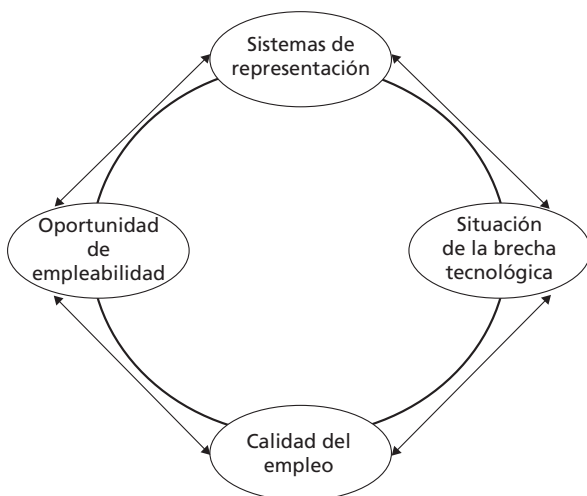 Sistemas de
representación
Oportunidad
de
empleabilidad
Situación
de la brecha
tecnológica
Calidad del
empleo